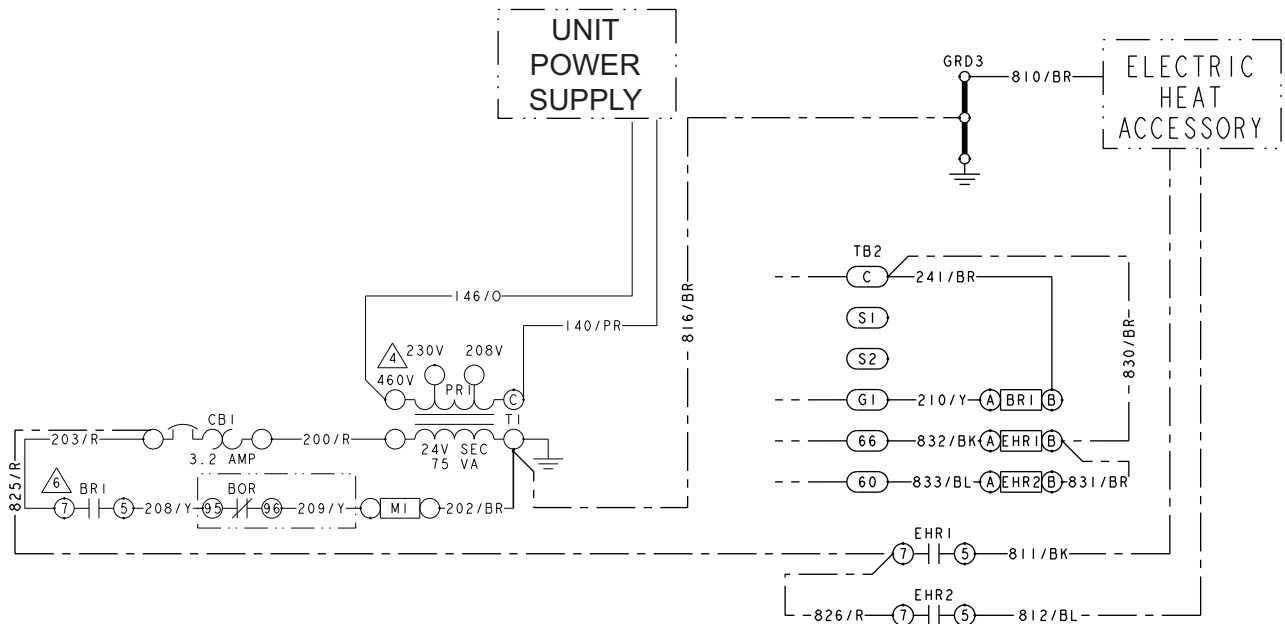 UNIT
POWER
SUPPLY
GRD3
810/BR
ELECTRIC
HEAT
ACCESSORY
TB2
C
241/BR
146/O
816/BR
830/BR
140/PR
S1
4
230V
208V
S2
460V
PR1
C
G1
210/Y
A
BR1
B
T1
CB1
203/R
200/R
24V SEC
75 VA
66
832/BK
A
EHR1
B
3.2 AMP
825/R
6
BR1
BOR
60
833/BL
A
EHR2
B
831/BR
7
5
208/Y
95
96
209/Y
M1
202/BR
EHR1
7
5
811/BK
EHR2
826/R
7
5
812/BL